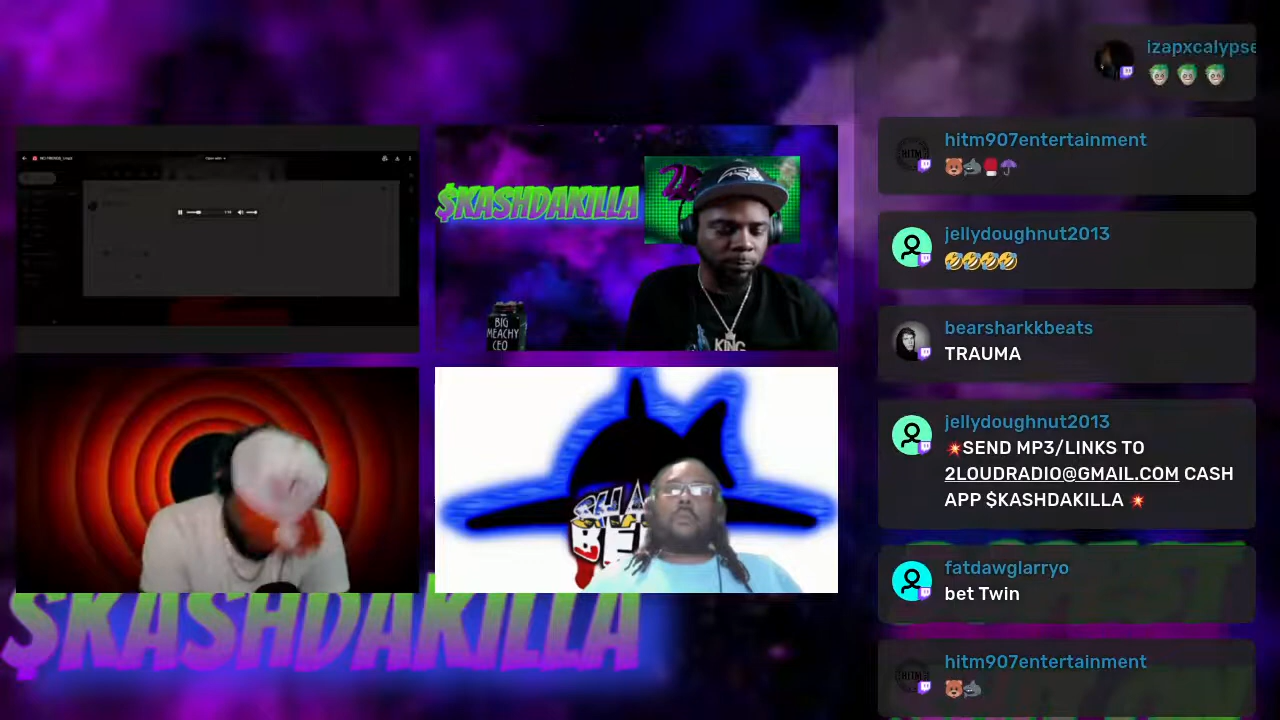 izapxcalypse
hitm907entertainment
jellydoughnut2013
bearsharkkbeats
TRAUMA
jellydoughnut2013
💥SEND MP3/LINKS TO
2LOUDRADIO@GMAIL.COM CASH
APP $KASHDAKILLA 💥
fatdawglarryo
bet Twin
hitm907entertainment
$KASHDAKILLA
BIG
MEACHY
CEO
KING
$KASHDAKILLA